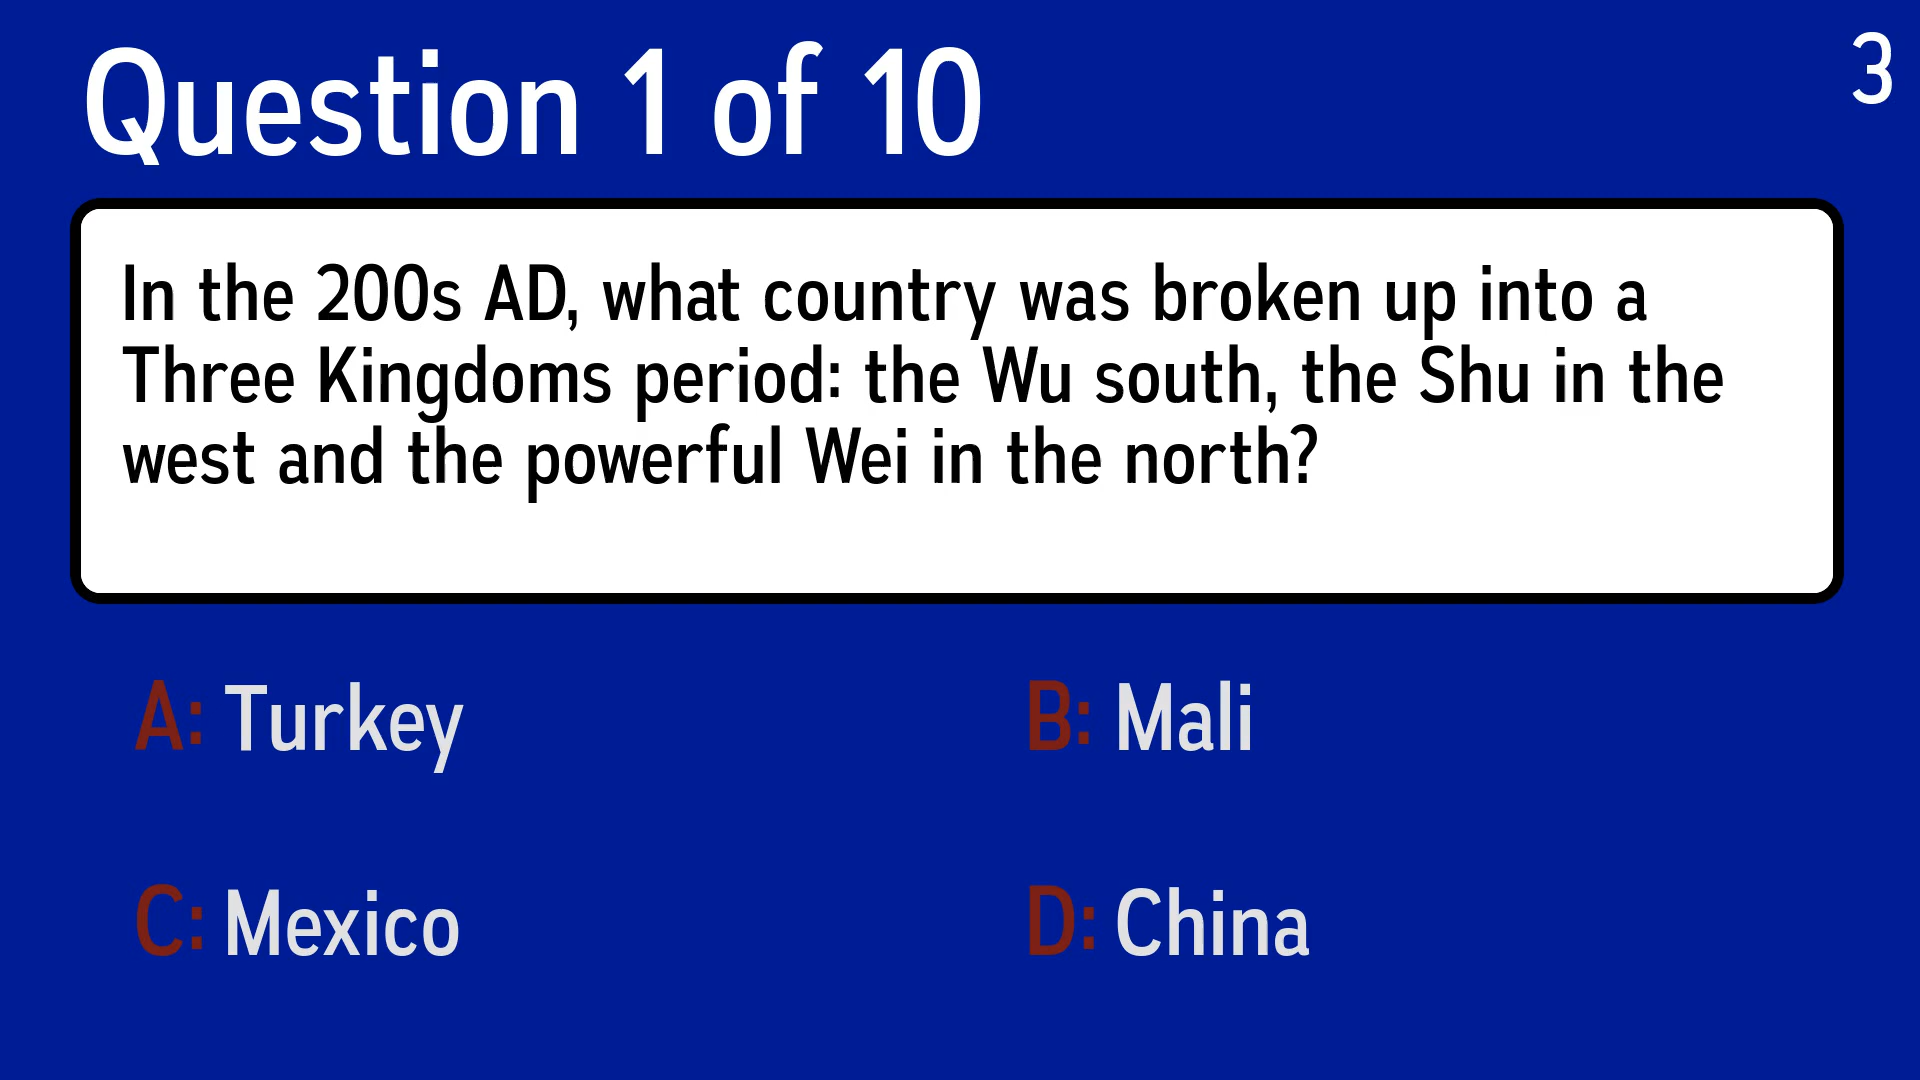 Question 1 of 10
3
In the 200s AD, what country was broken up into a
Three Kingdoms period: the Wu south, the Shu in the
west and the powerful Wei in the north?
A: Turkey
B: Mali
C: Mexico
D: China